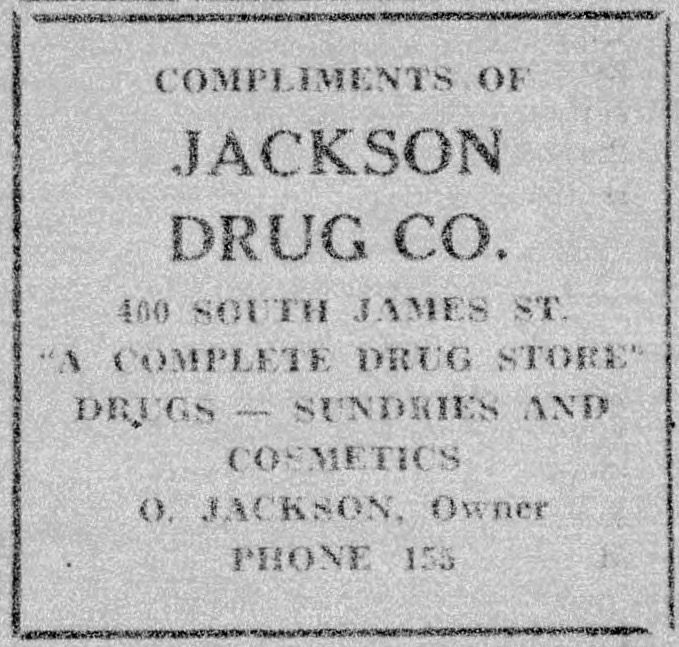 COMPLIMENTS OF
JACKSON
DRUG CO.
400 SOUTH JAMES ST.
"A COMPLETE DRUG STORE"
DRUGS — SUNDRIES AND
COSMETICS
O. JACKSON, Owner
PHONE